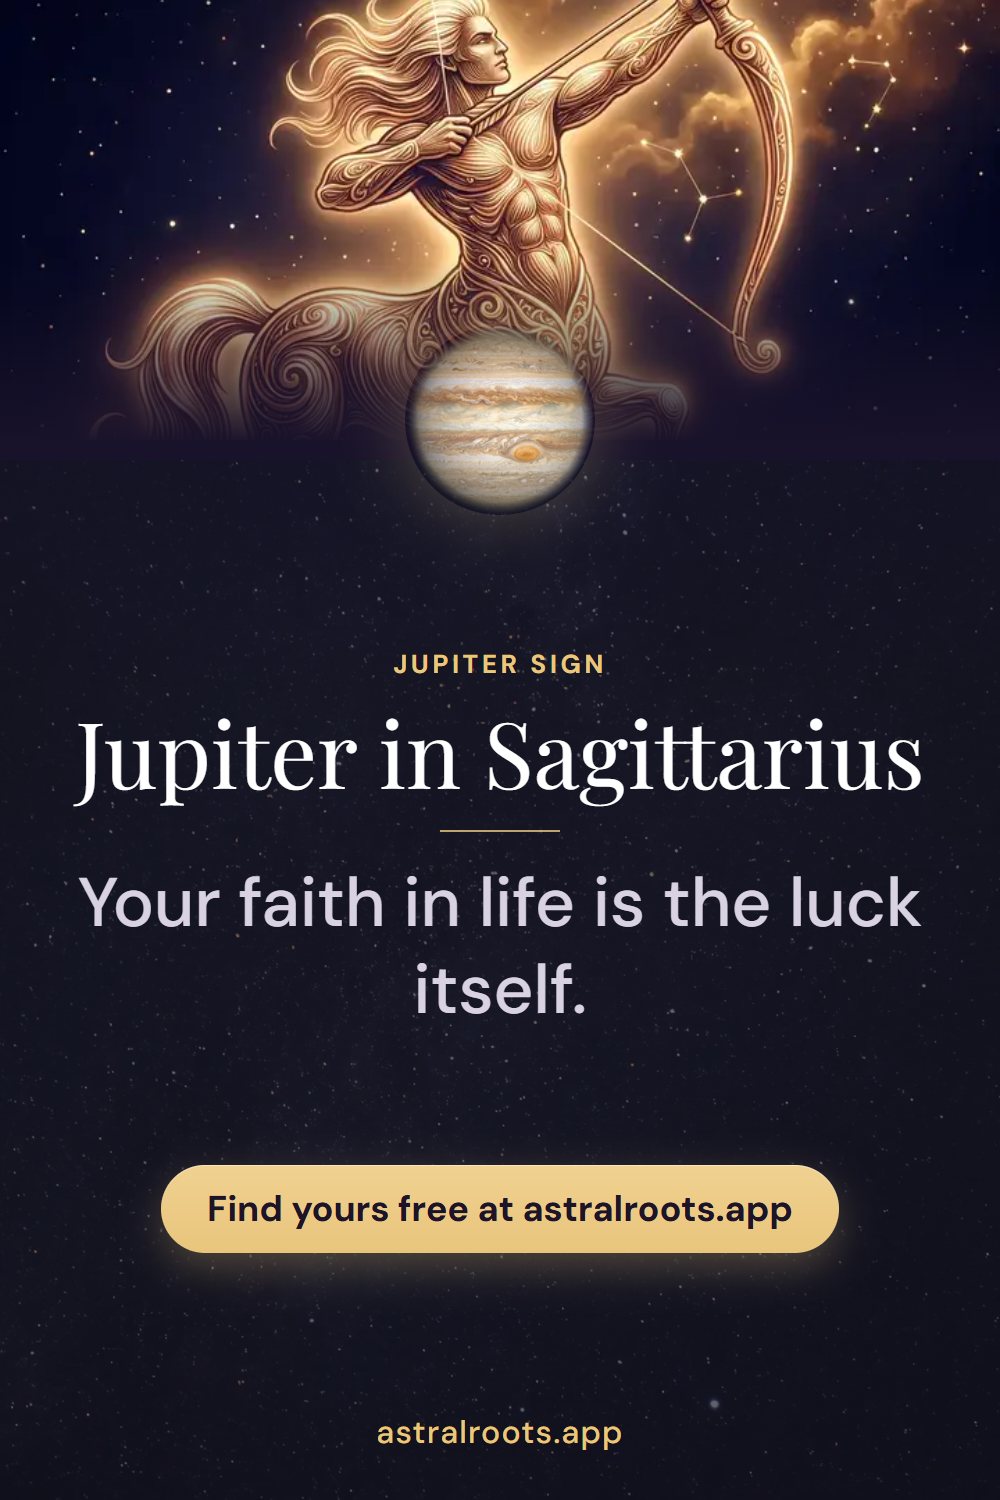 JUPITER SIGN
Jupiter in Sagittarius
Your faith in life is the luck
itself.
Find yours free at astralroots.app
astralroots.app